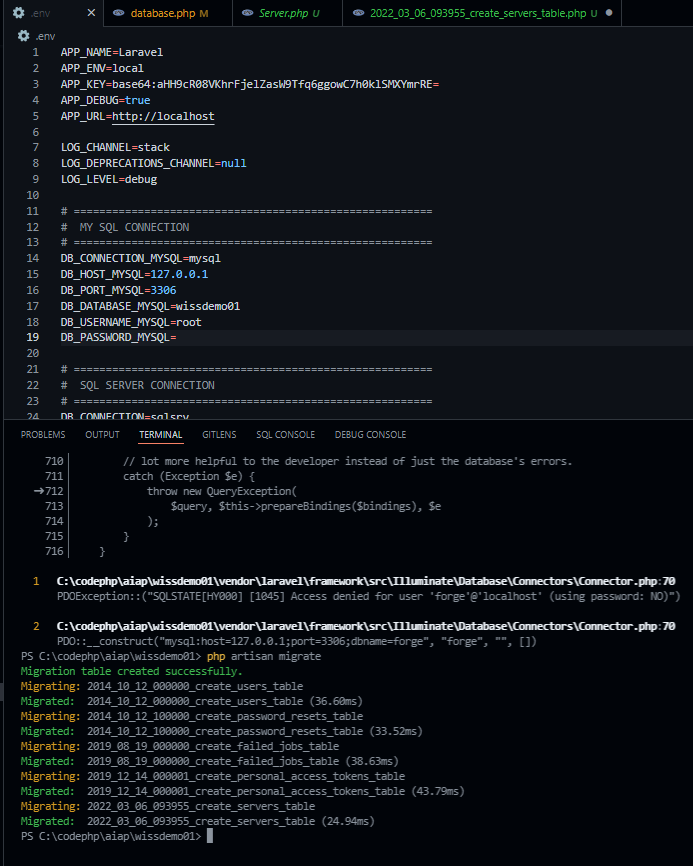 .env
database.php M
Server.php U
2022_03_06_093955_create_servers_table.php U
.env
1 APP_NAME=Laravel
2 APP_ENV=local
3 APP_KEY=base64:aHH9cR08VKhrFjelZasW9Tfq6ggowC7h0klSMXYmrRE=
4 APP_DEBUG=true
5 APP_URL=http://localhost
6
7 LOG_CHANNEL=stack
8 LOG_DEPRECATIONS_CHANNEL=null
9 LOG_LEVEL=debug
10
11 # ========================================================
12 #  MY SQL CONNECTION
13 # ========================================================
14 DB_CONNECTION_MYSQL=mysql
15 DB_HOST_MYSQL=127.0.0.1
16 DB_PORT_MYSQL=3306
17 DB_DATABASE_MYSQL=wissdemo01
18 DB_USERNAME_MYSQL=root
19 DB_PASSWORD_MYSQL=
20
21 # ========================================================
22 #  SQL SERVER CONNECTION
23 # ========================================================
24 DB_CONNECTION=sqlsrv
PROBLEMS OUTPUT TERMINAL GITLENS SQL CONSOLE DEBUG CONSOLE
710 // lot more helpful to the developer instead of just the database's errors.
711 catch (Exception $e) {
➜712 throw new QueryException(
713 $query, $this->prepareBindings($bindings), $e
714 );
715 }
716 }
1 C:\codephp\aiap\wissdemo01\vendor\laravel\framework\src\Illuminate\Database\Connectors\Connector.php:70
PDOException::("SQLSTATE[HY000] [1045] Access denied for user 'forge'@'localhost' (using password: NO)")
2 C:\codephp\aiap\wissdemo01\vendor\laravel\framework\src\Illuminate\Database\Connectors\Connector.php:70
PDO::__construct("mysql:host=127.0.0.1;port=3306;dbname=forge", "forge", "", [])
PS C:\codephp\aiap\wissdemo01> php artisan migrate
Migration table created successfully.
Migrating: 2014_10_12_000000_create_users_table
Migrated:  2014_10_12_000000_create_users_table (36.60ms)
Migrating: 2014_10_12_100000_create_password_resets_table
Migrated:  2014_10_12_100000_create_password_resets_table (33.52ms)
Migrating: 2019_08_19_000000_create_failed_jobs_table
Migrated:  2019_08_19_000000_create_failed_jobs_table (38.63ms)
Migrating: 2019_12_14_000001_create_personal_access_tokens_table
Migrated:  2019_12_14_000001_create_personal_access_tokens_table (43.79ms)
Migrating: 2022_03_06_093955_create_servers_table
Migrated:  2022_03_06_093955_create_servers_table (24.94ms)
PS C:\codephp\aiap\wissdemo01>